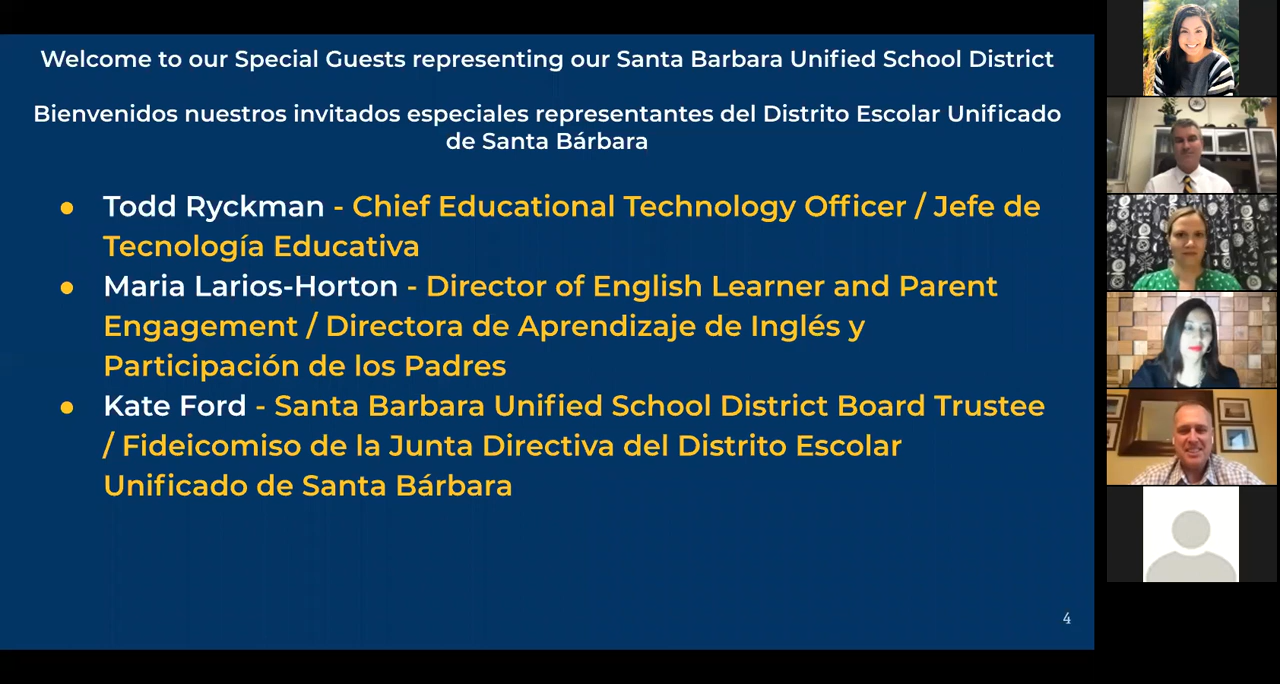 Welcome to our Special Guests representing our Santa Barbara Unified School District
Bienvenidos nuestros invitados especiales representantes del Distrito Escolar Unificado
de Santa Bárbara
● Todd Ryckman - Chief Educational Technology Officer / Jefe de
Tecnología Educativa
● Maria Larios-Horton - Director of English Learner and Parent
Engagement / Directora de Aprendizaje de Inglés y
Participación de los Padres
● Kate Ford - Santa Barbara Unified School District Board Trustee
/ Fideicomiso de la Junta Directiva del Distrito Escolar
Unificado de Santa Bárbara
4